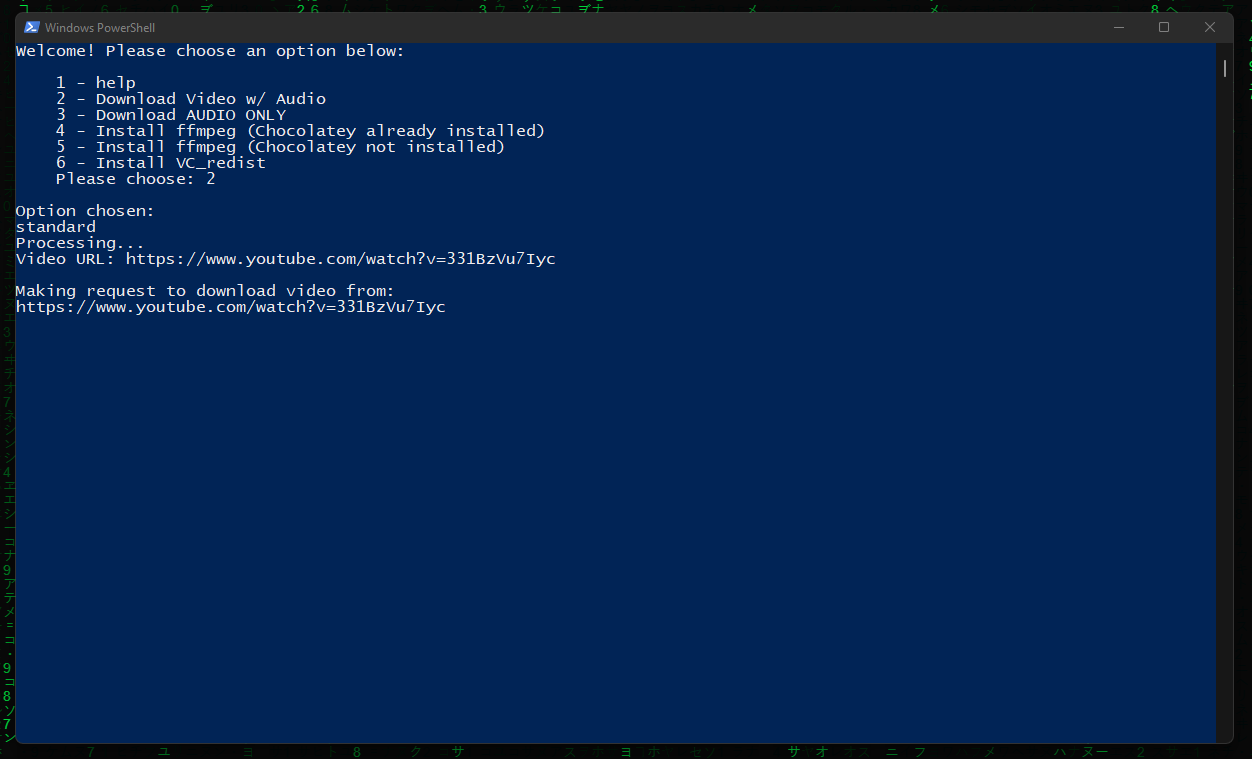 Windows PowerShell
Welcome! Please choose an option below:
1 - help
2 - Download Video w/ Audio
3 - Download AUDIO ONLY
4 - Install ffmpeg (Chocolatey already installed)
5 - Install ffmpeg (Chocolatey not installed)
6 - Install VC_redist
Please choose: 2
Option chosen:
standard
Processing...
Video URL: https://www.youtube.com/watch?v=331BzVu7Iyc
Making request to download video from:
https://www.youtube.com/watch?v=331BzVu7Iyc